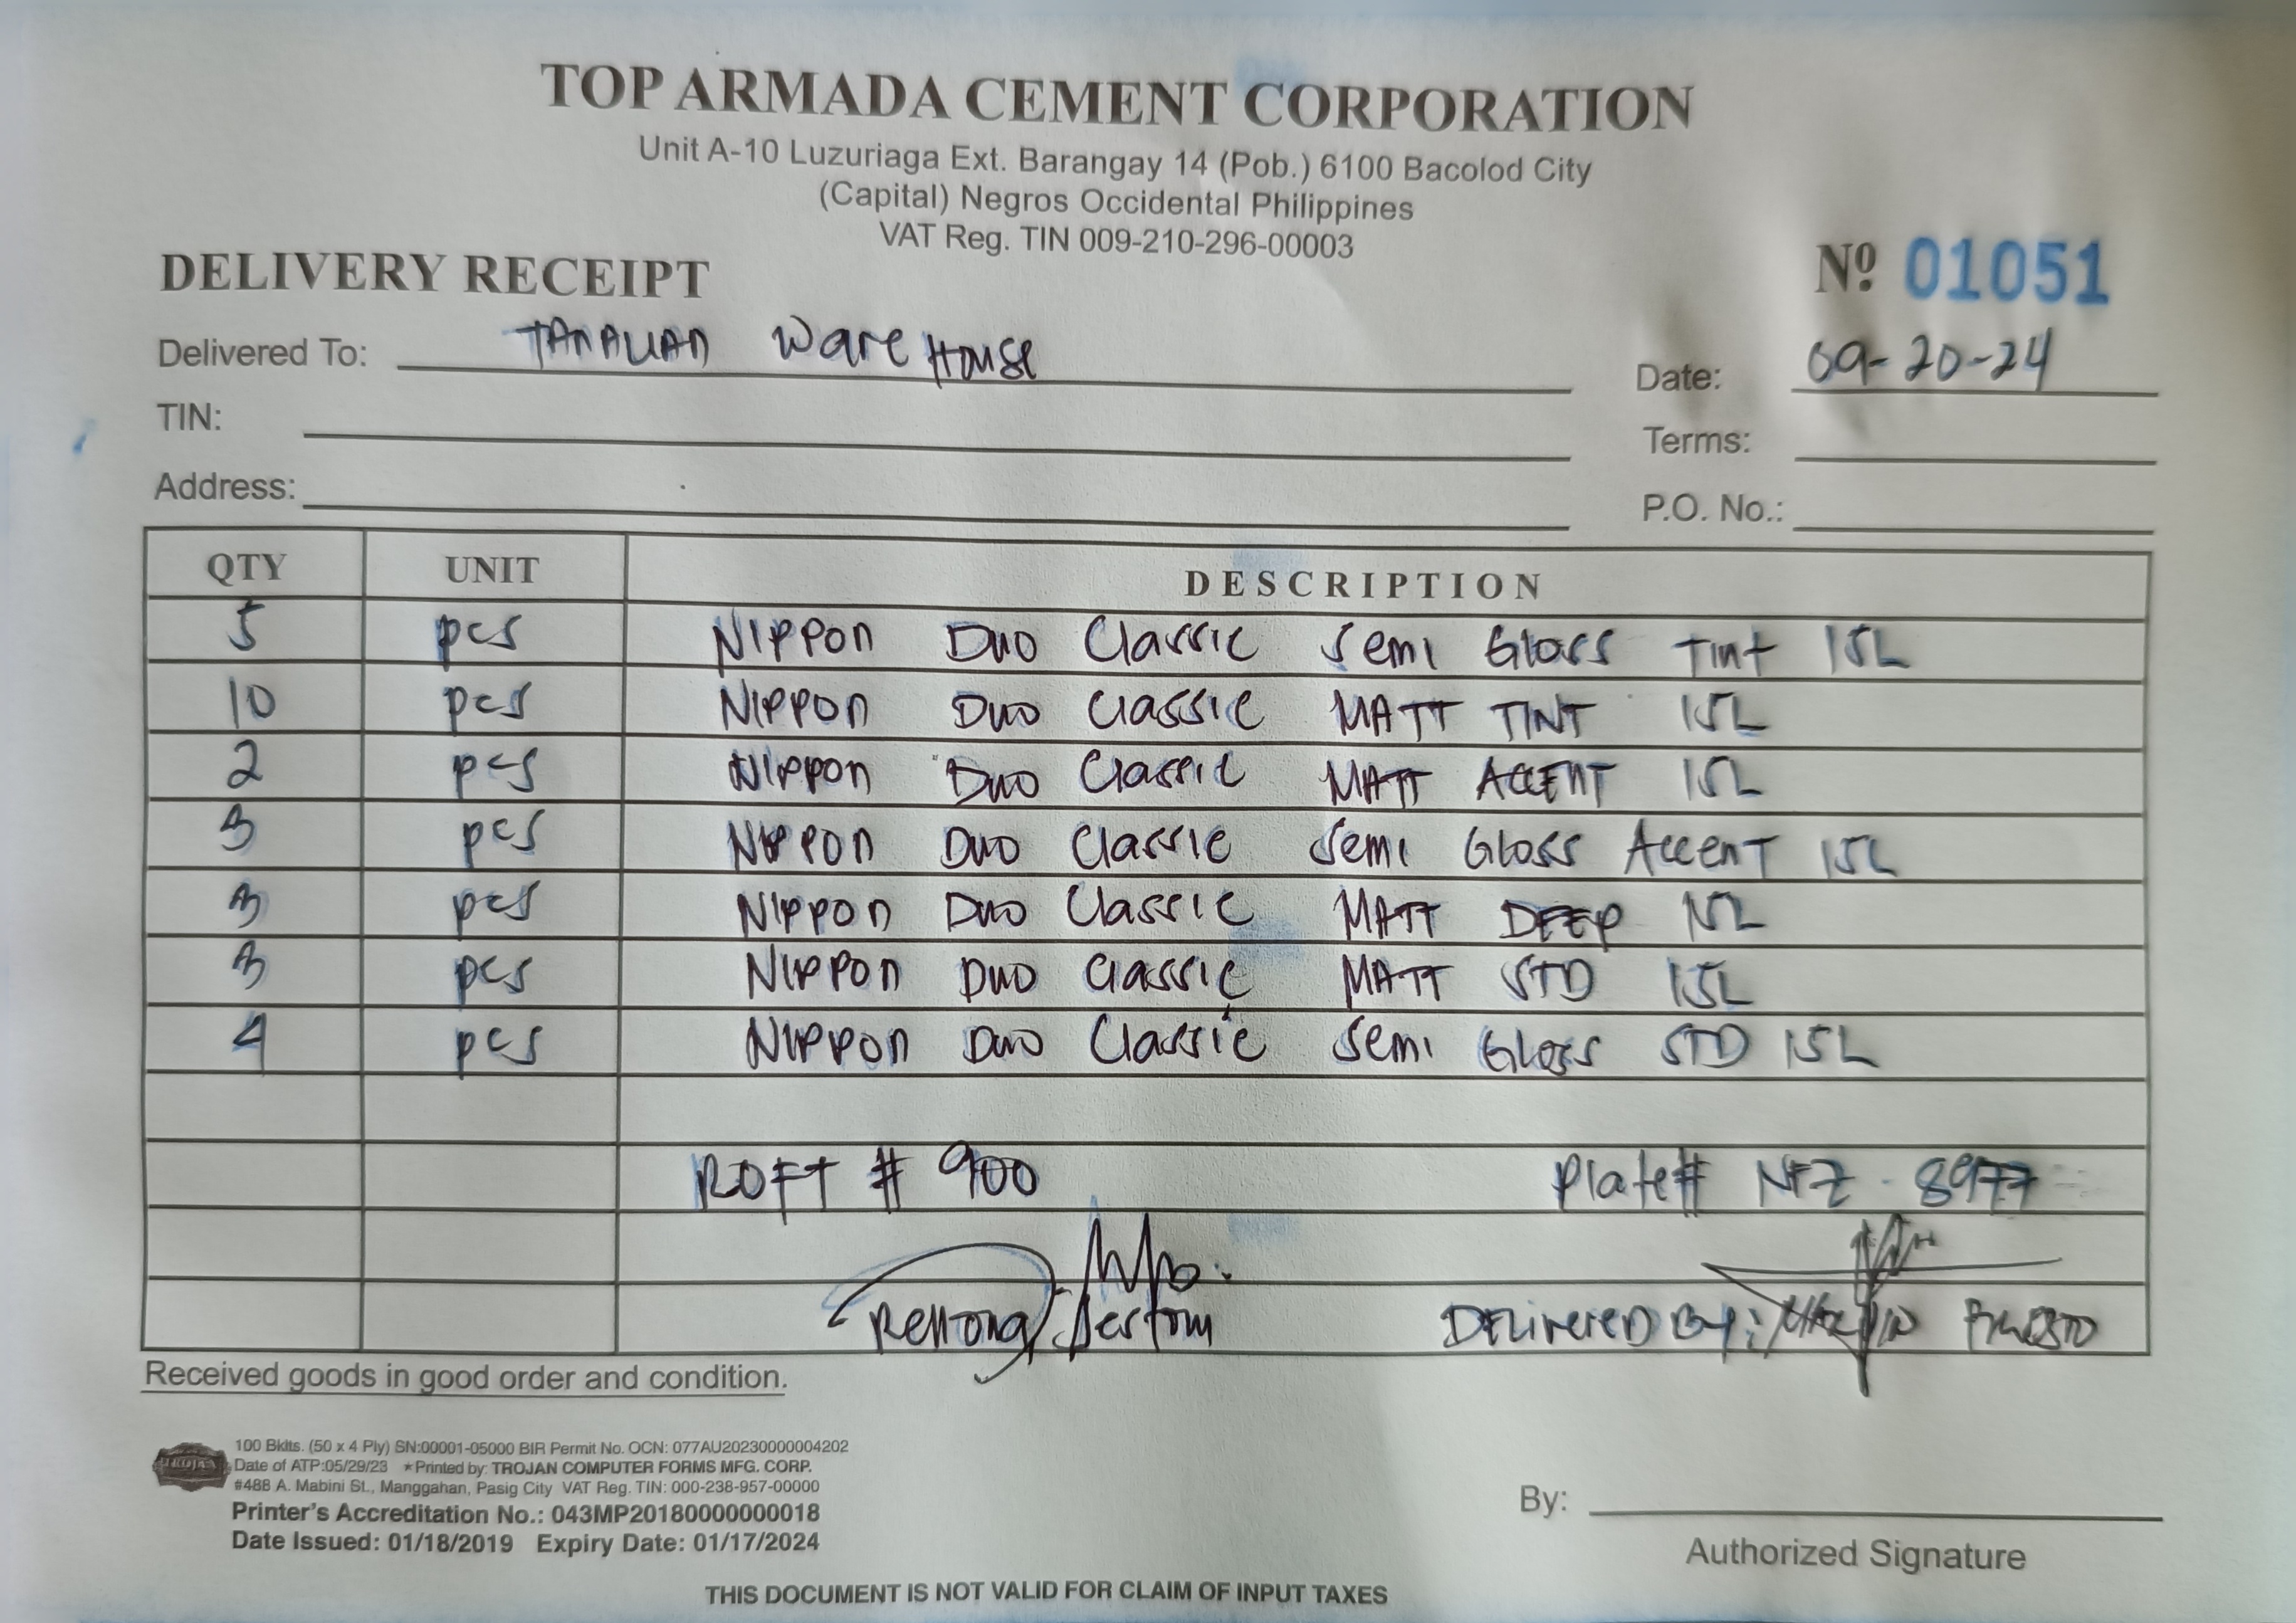 TOP ARMADA CEMENT CORPORATION
Unit A-10 Luzuriaga Ext. Barangay 14 (Pob.) 6100 Bacolod City
(Capital) Negros Occidental Philippines
VAT Reg. TIN 009-210-296-00003
DELIVERY RECEIPT
Nº 01051
Delivered To: TANAUAN WareHouse
Date: 09-20-24
TIN:
Terms:
Address:
P.O. No.:
QTY UNIT DESCRIPTION
5 pcs Nippon Duo Classic Semi Gloss Tint 15L
10 pcs Nippon Duo Classic MATT TINT 15L
2 pcs Nippon Duo Classic MATT ACCENT 15L
3 pcs Nippon Duo Classic Semi Gloss Accent 15L
3 pcs Nippon Duo Classic MATT DEEP 15L
3 pcs Nippon Duo Classic MATT STD 15L
4 pcs Nippon Duo Classic Semi Gloss STD 15L
ROFT # 900 Plate# NFZ - 8977
Delivered By:
Received goods in good order and condition.
TROJAN
100 Bklts. (50 x 4 Ply) SN:00001-05000 BIR Permit No. OCN: 077AU20230000004202
Date of ATP:05/29/23 ★Printed by: TROJAN COMPUTER FORMS MFG. CORP.
#488 A. Mabini St., Manggahan, Pasig City VAT Reg. TIN: 000-238-957-00000
Printer's Accreditation No.: 043MP20180000000018
Date Issued: 01/18/2019 Expiry Date: 01/17/2024
By:
Authorized Signature
THIS DOCUMENT IS NOT VALID FOR CLAIM OF INPUT TAXES